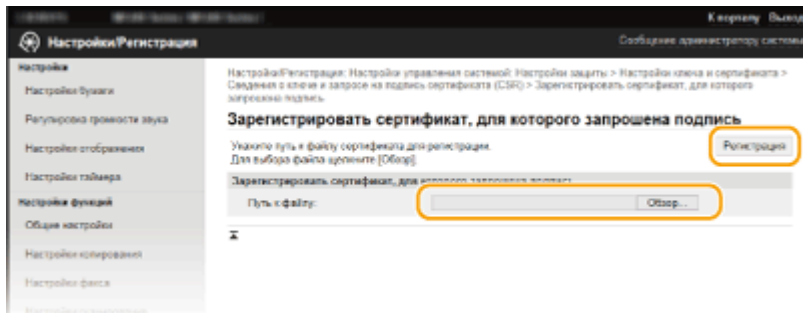 К порталу Выход
Настройки/Регистрация
Сообщение администратору системы
Настройки
Настройки бумаги
Регулировка громкости звука
Настройки отображения
Настройки таймера
Настройки функций
Общие настройки
Настройки копирования
Настройки факса
Настройка/Регистрация: Настройки управления системой: Настройки защиты > Настройки ключа и сертификата >
Сведения о ключе и запросе на подпись сертификата (CSR) > Зарегистрировать сертификат, для которого
запрошена подпись
Зарегистрировать сертификат, для которого запрошена подпись
Укажите путь к файлу сертификата для регистрации.
Для выбора файла щелкните [Обзор].
Регистрация
Зарегистрировать сертификат, для которого запрошена подпись
Путь к файлу:
Обзор...